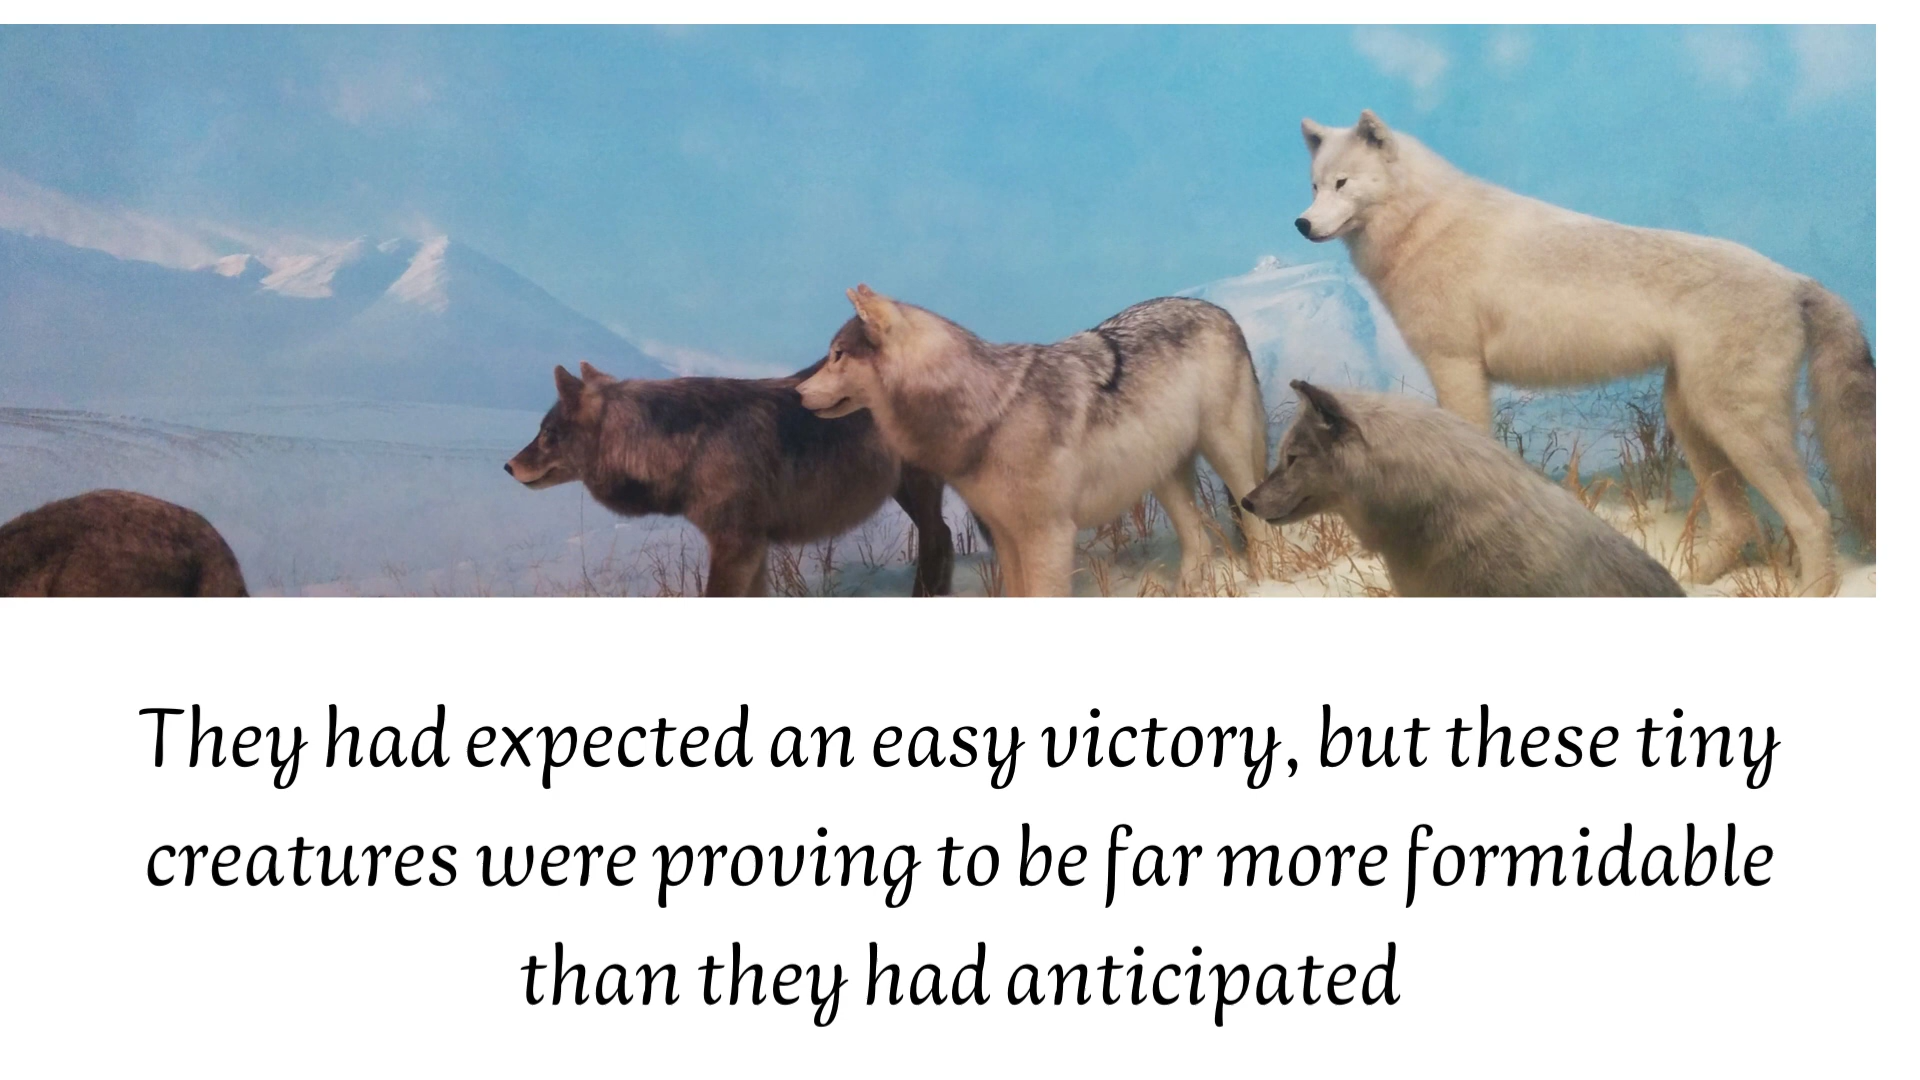 They had expected an easy victory, but these tiny
creatures were proving to be far more formidable
than they had anticipated